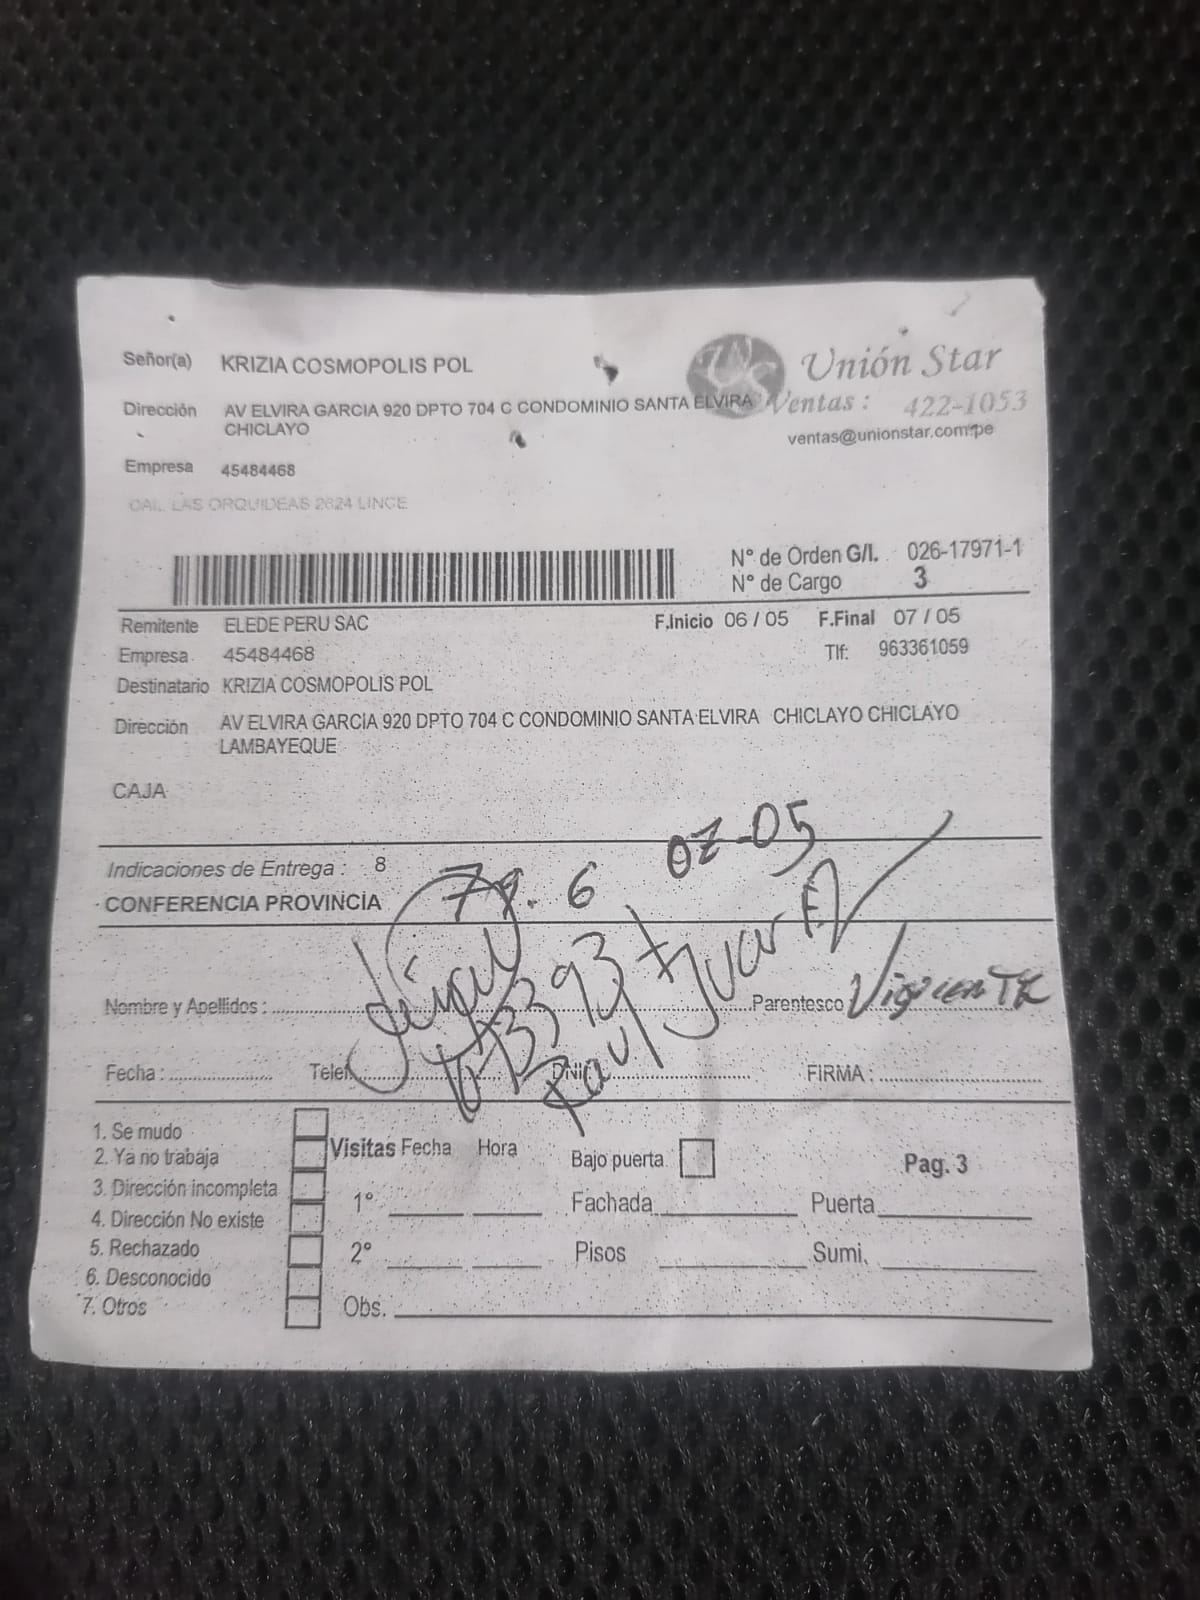 Señor(a) KRIZIA COSMOPOLIS POL
Unión Star
Dirección AV ELVIRA GARCIA 920 DPTO 704 C CONDOMINIO SANTA ELVIRA
CHICLAYO
Ventas : 422-1053
ventas@unionstar.com.pe
Empresa 45484468
CAL. LAS ORQUIDEAS 2624 LINCE
N° de Orden G/I. 026-17971-1
N° de Cargo 3
Remitente ELEDE PERU SAC F.Inicio 06 / 05 F.Final 07 / 05
Empresa 45484468 Tlf: 963361059
Destinatario KRIZIA COSMOPOLIS POL
Dirección AV ELVIRA GARCIA 920 DPTO 704 C CONDOMINIO SANTA ELVIRA CHICLAYO CHICLAYO
LAMBAYEQUE
CAJA
Indicaciones de Entrega : 8
07-05
CONFERENCIA PROVINCIA
Raul Juarez
Nombre y Apellidos : Parentesco Vigilante
Fecha : Telef. DNI FIRMA :
1. Se mudo
2. Ya no trabaja
3. Dirección incompleta
4. Dirección No existe
5. Rechazado
6. Desconocido
7. Otros
Visitas Fecha Hora
1°
2°
Obs.
Bajo puerta
Fachada Puerta
Pisos Sumi.
Pag. 3